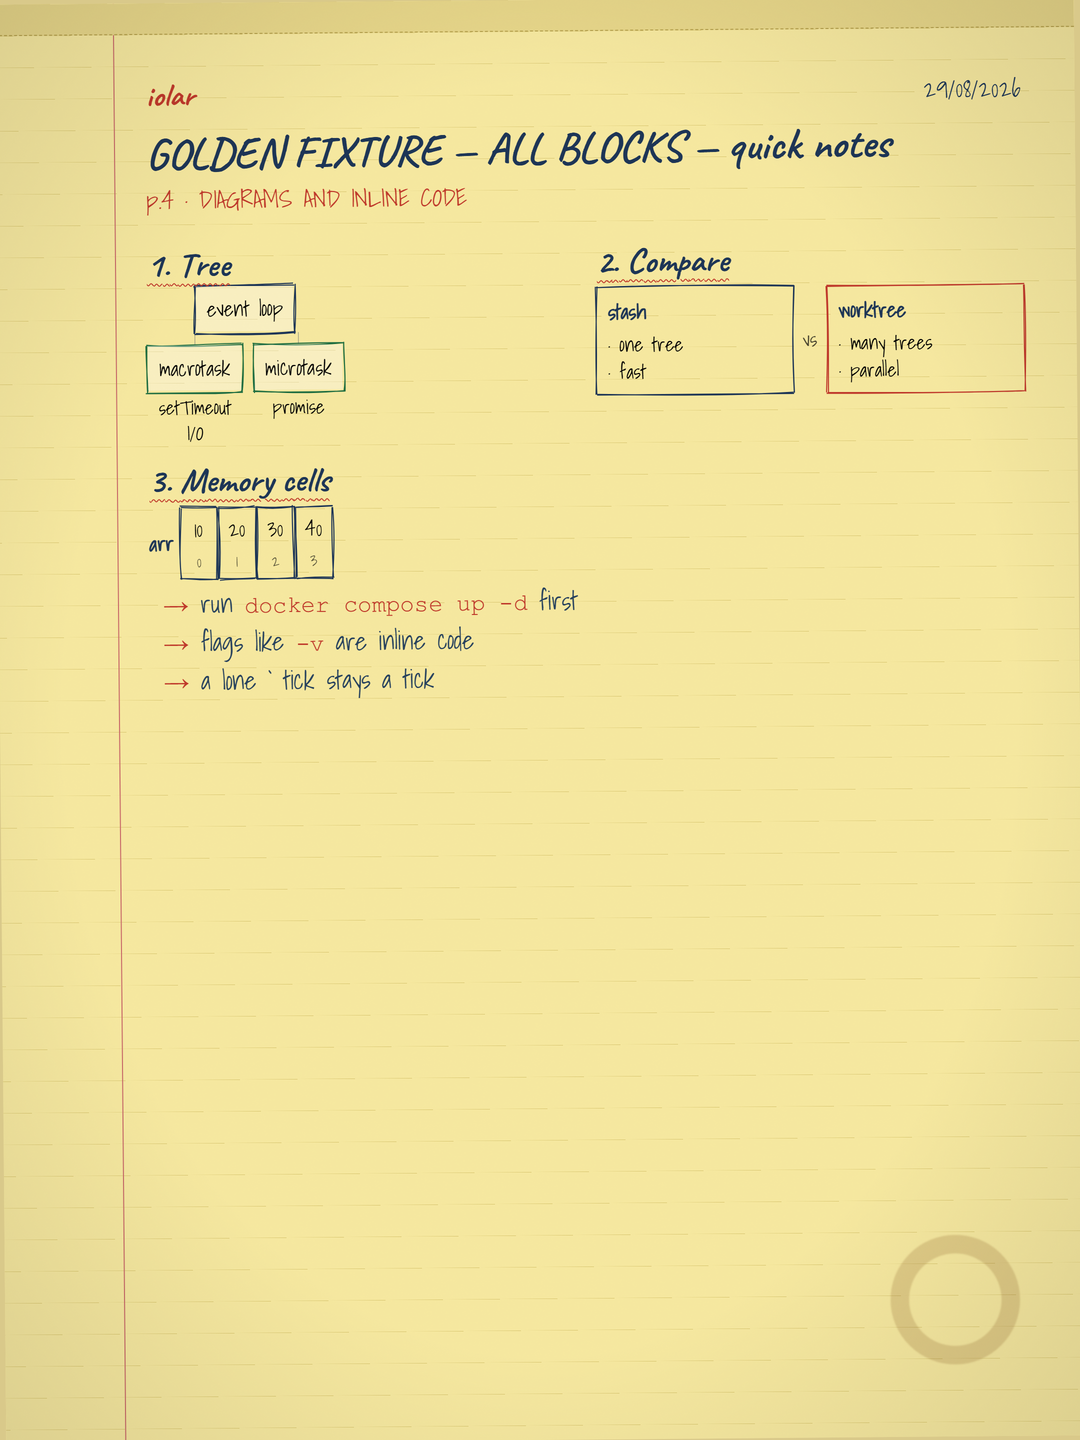 iolar
29/08/2026
GOLDEN FIXTURE – ALL BLOCKS – quick notes
p.4 · DIAGRAMS AND INLINE CODE
1. Tree
event loop
macrotask microtask
setTimeout promise
I/O
2. Compare
stash
· one tree
· fast
vs
worktree
· many trees
· parallel
3. Memory cells
arr 10 20 30 40
0 1 2 3
→ run docker compose up -d first
→ flags like -v are inline code
→ a lone ` tick stays a tick